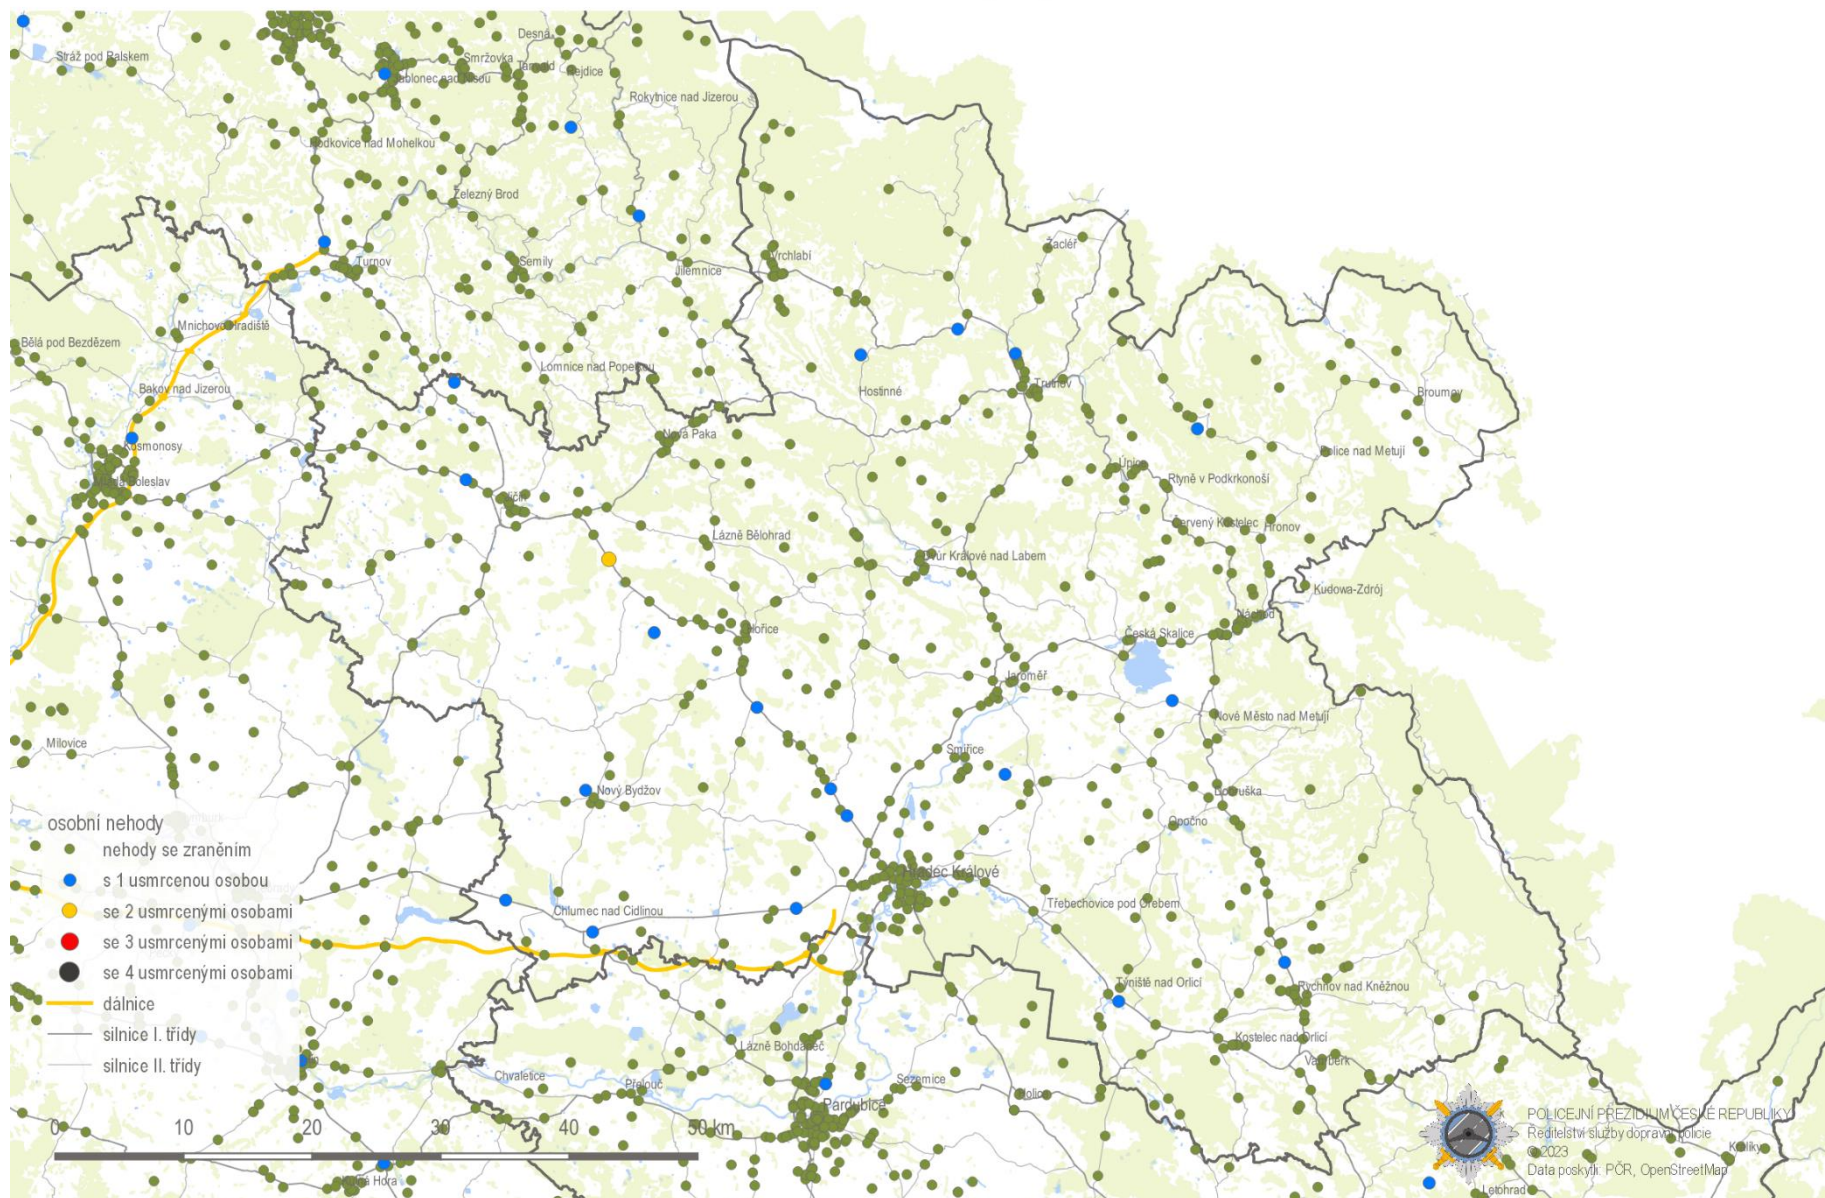 Desná
Stráž pod Ralskem
Smržovka
Tanvald
Rejdice
Jablonec nad Nisou
Rokytnice nad Jizerou
Hodkovice nad Mohelkou
Železný Brod
Žacléř
Vrchlabí
Turnov
Semily
Jilemnice
Mnichovo Hradiště
Bělá pod Bezdězem
Lomnice nad Popelkou
Bakov nad Jizerou
Hostinné
Trutnov
Broumov
Nová Paka
Kosmonosy
Police nad Metují
Úpice
Mladá Boleslav
Rtyně v Podkrkonoší
Jičín
Červený Kostelec
Hronov
Lázně Bělohrad
Dvůr Králové nad Labem
Kudowa-Zdrój
Náchod
Hořice
Česká Skalice
Jaroměř
Nové Město nad Metují
Milovice
Smiřice
Nový Bydžov
Dobruška
Opočno
osobní nehody
nehody se zraněním
s 1 usmrcenou osobou
se 2 usmrcenými osobami
se 3 usmrcenými osobami
se 4 usmrcenými osobami
dálnice
silnice I. třídy
silnice II. třídy
Hradec Králové
Třebechovice pod Orebem
Chlumec nad Cidlinou
Týniště nad Orlicí
Rychnov nad Kněžnou
Kostelec nad Orlicí
Lázně Bohdaneč
Vamberk
Chvaletice
Přelouč
Sezemice
Holice
Pardubice
0 10 20 30 40 50 km
Kutná Hora
POLICEJNÍ PREZIDIUM ČESKÉ REPUBLIKY
Ředitelství služby dopravní policie
© 2023
Data poskytli: PČR, OpenStreetMap
Králíky
Letohrad